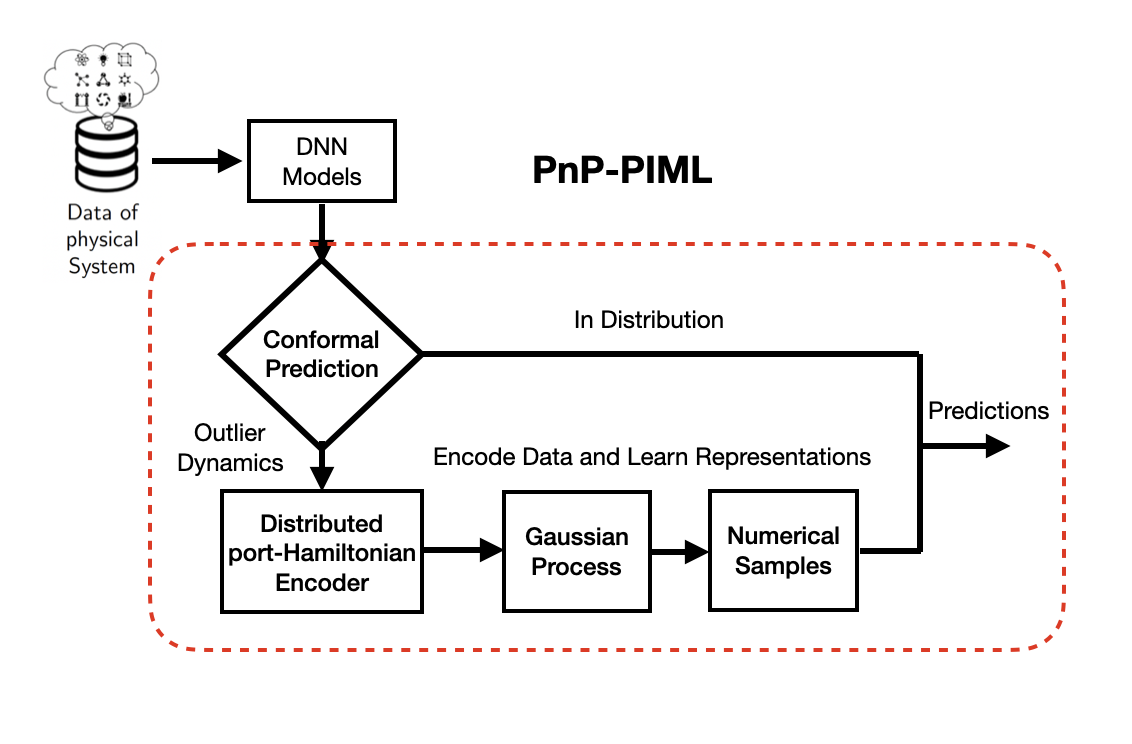 DNN
Models
PnP-PIML
Data of
physical
System
Conformal
Prediction
In Distribution
Predictions
Outlier
Dynamics
Encode Data and Learn Representations
Distributed
port-Hamiltonian
Encoder
Gaussian
Process
Numerical
Samples